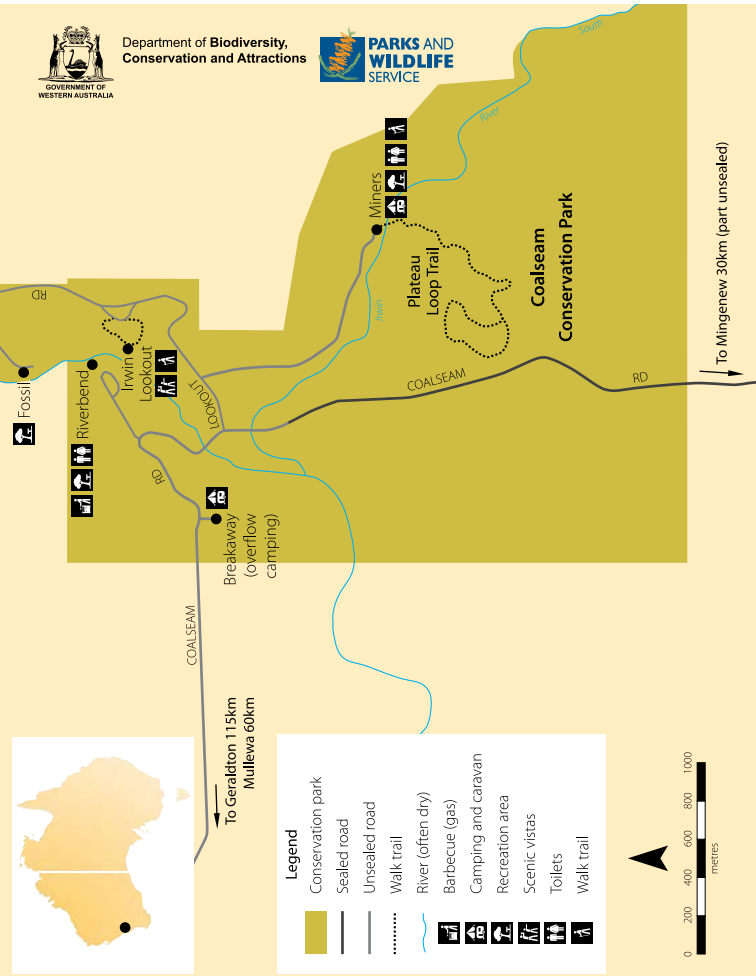 GOVERNMENT OF
WESTERN AUSTRALIA
Department of Biodiversity,
Conservation and Attractions
PARKS AND
WILDLIFE
SERVICE
South
River
Miners
Plateau
Loop Trail
Coalseam
Conservation Park
Irwin
To Mingenew 30km (part unsealed)
RD
Fossil
Riverbend
Irwin
Lookout
LOOKOUT
COALSEAM
RD
RD
Breakaway
(overflow
camping)
COALSEAM
To Geraldton 115km
Mullewa 60km
Legend
Conservation park
Sealed road
Unsealed road
Walk trail
River (often dry)
Barbecue (gas)
Camping and caravan
Recreation area
Scenic vistas
Toilets
Walk trail
0 200 400 600 800 1000
metres